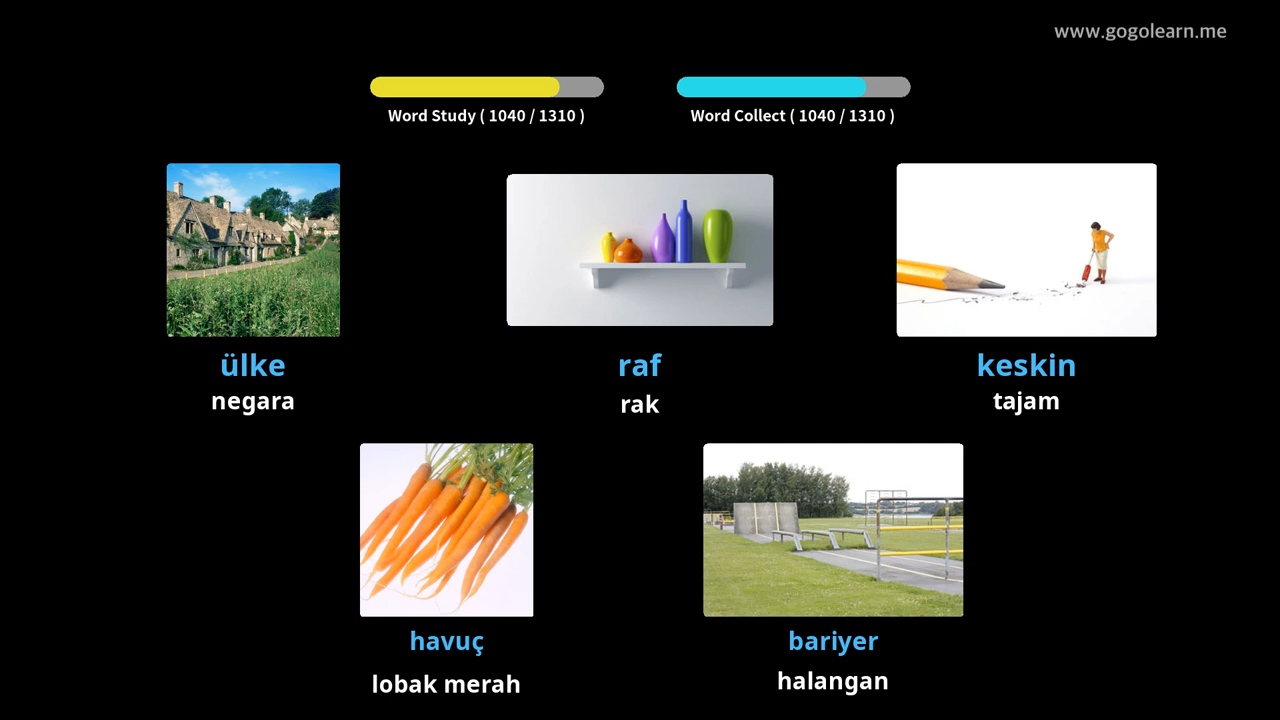 www.gogolearn.me
Word Study ( 1040 / 1310 )
Word Collect ( 1040 / 1310 )
ülke
negara
raf
rak
keskin
tajam
havuç
lobak merah
bariyer
halangan